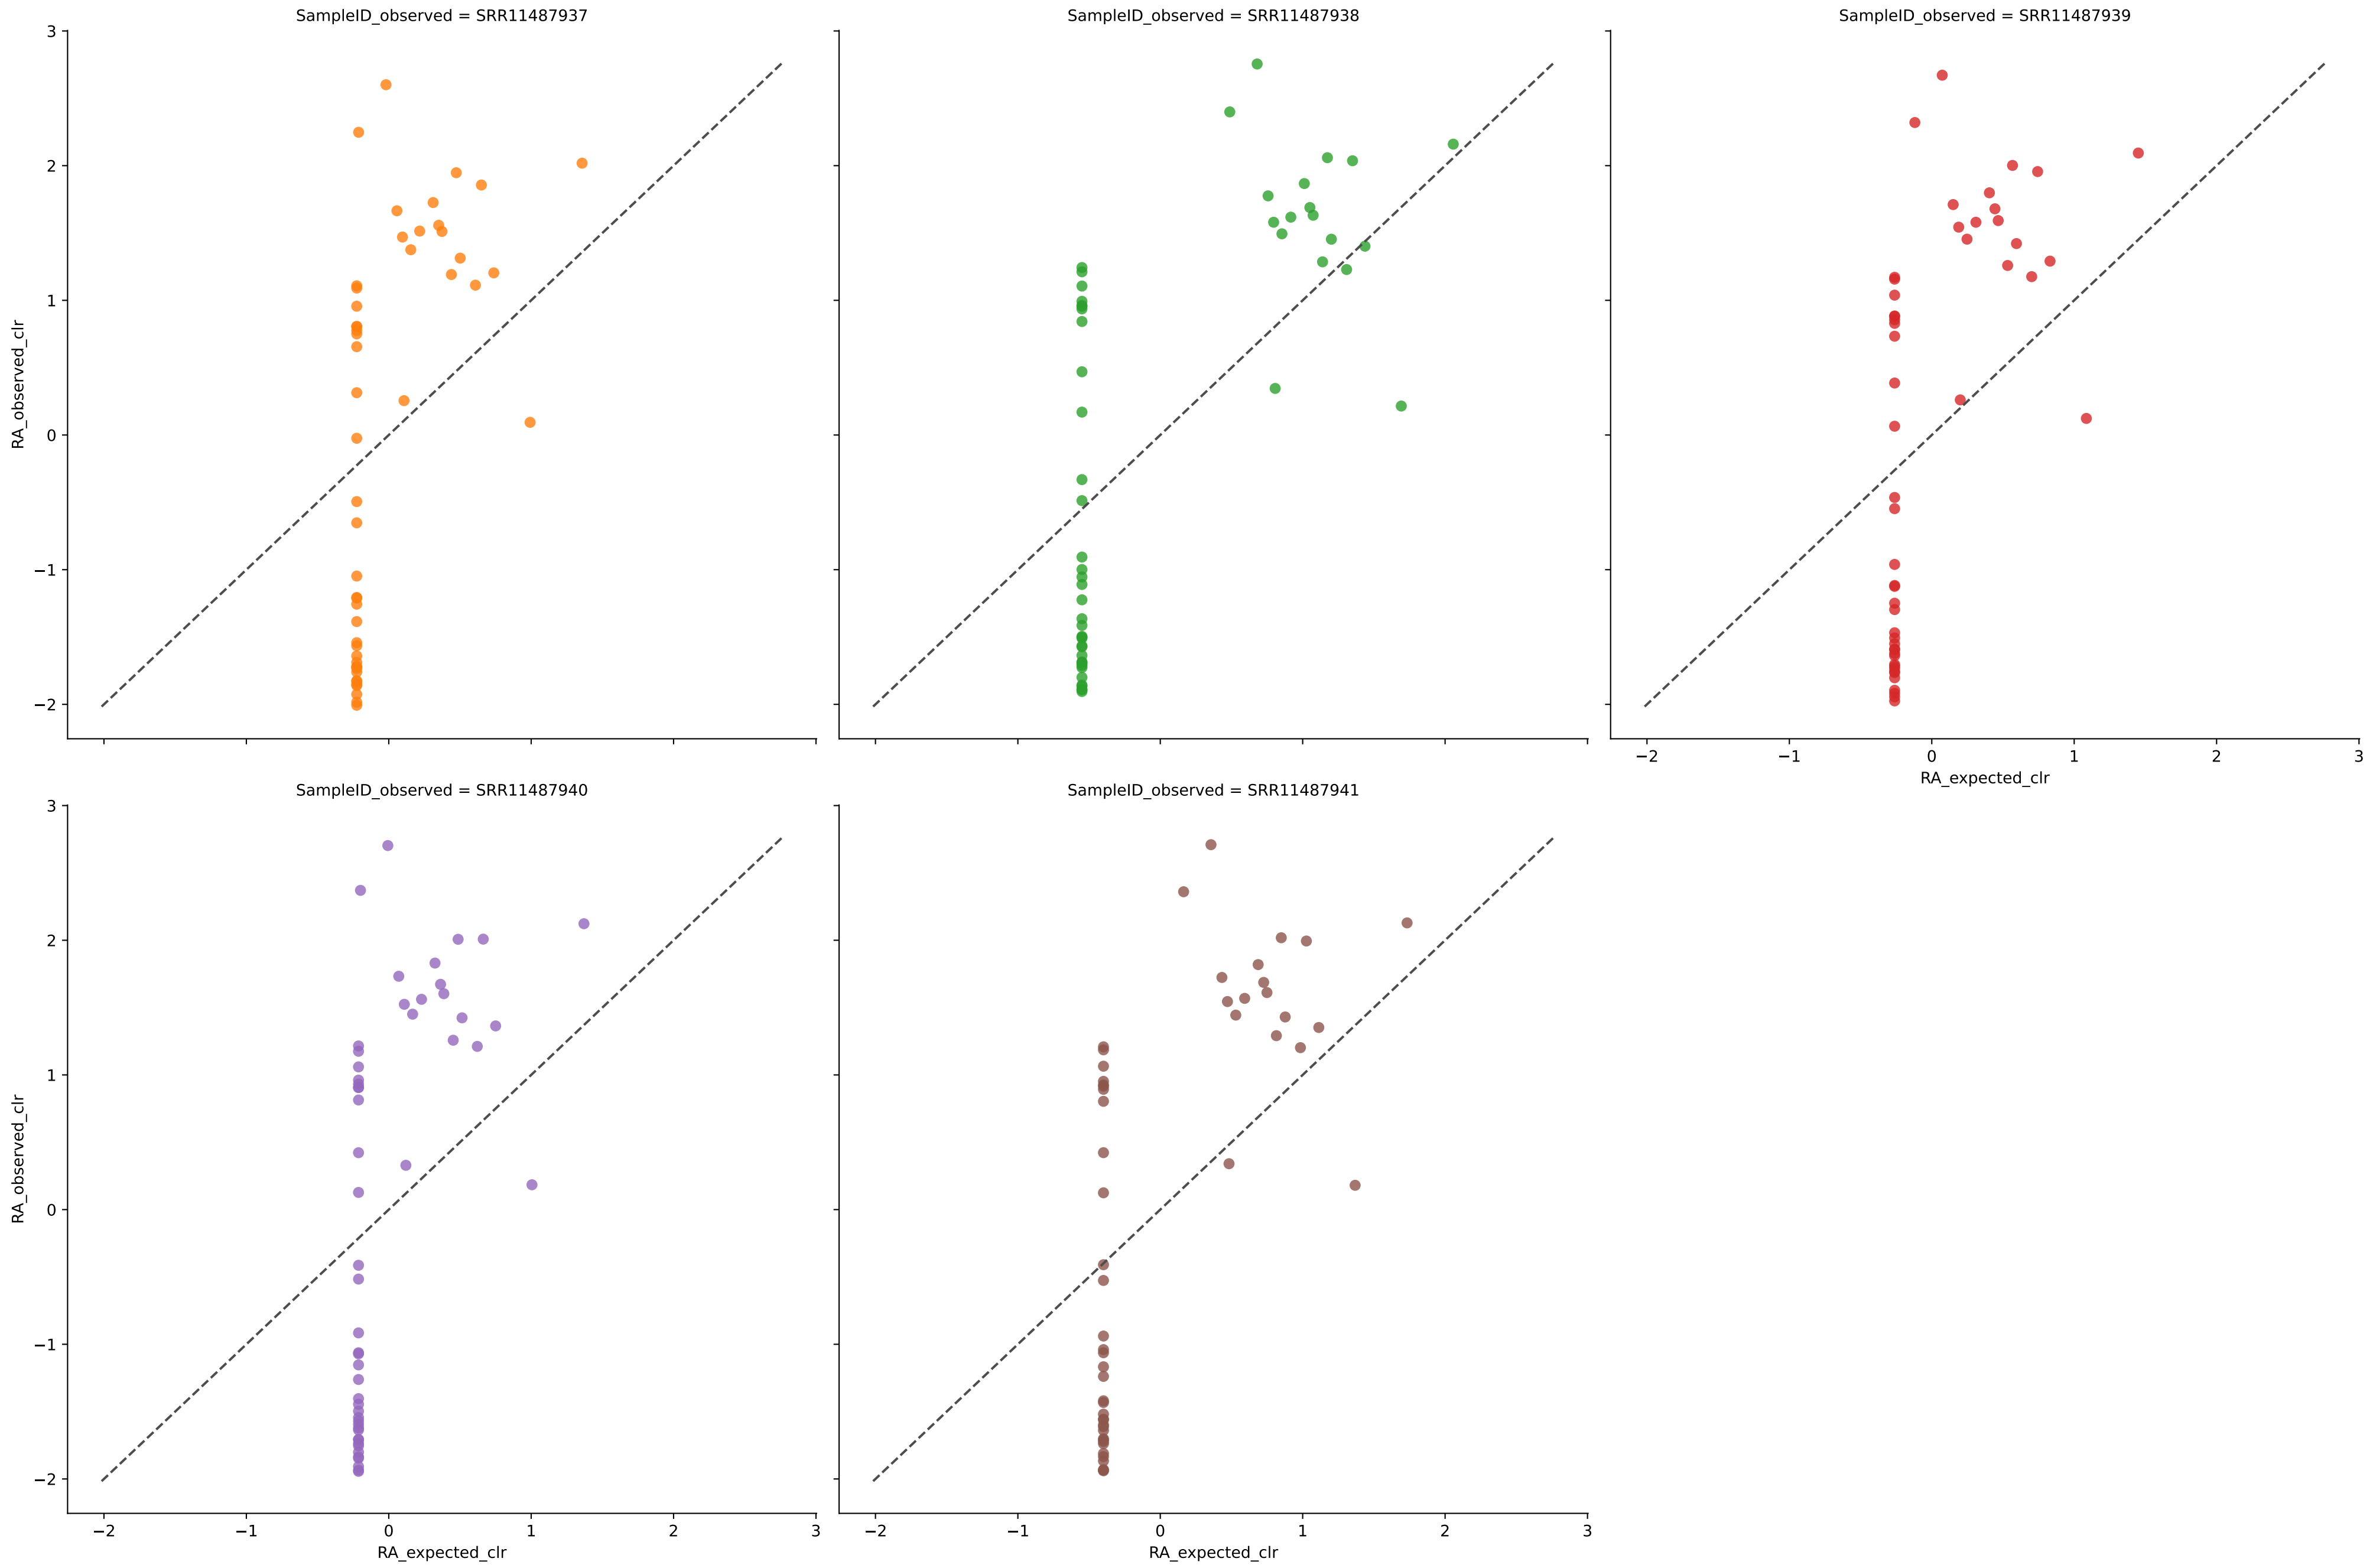 SampleID_observed = SRR11487937
SampleID_observed = SRR11487938
SampleID_observed = SRR11487939
3
2
1
0
−1
−2
RA_observed_clr
−2 −1 0 1 2 3
RA_expected_clr
SampleID_observed = SRR11487940
SampleID_observed = SRR11487941
3
2
1
0
−1
−2
RA_observed_clr
−2 −1 0 1 2 3
−2 −1 0 1 2 3
RA_expected_clr
RA_expected_clr